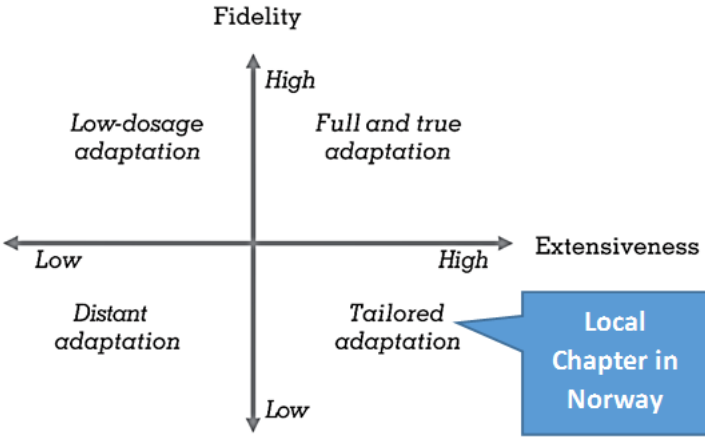 Fidelity
High
Low-dosage
adaptation
Full and true
adaptation
Low
High
Extensiveness
Distant
adaptation
Tailored
adaptation
Local
Chapter in
Norway
Low